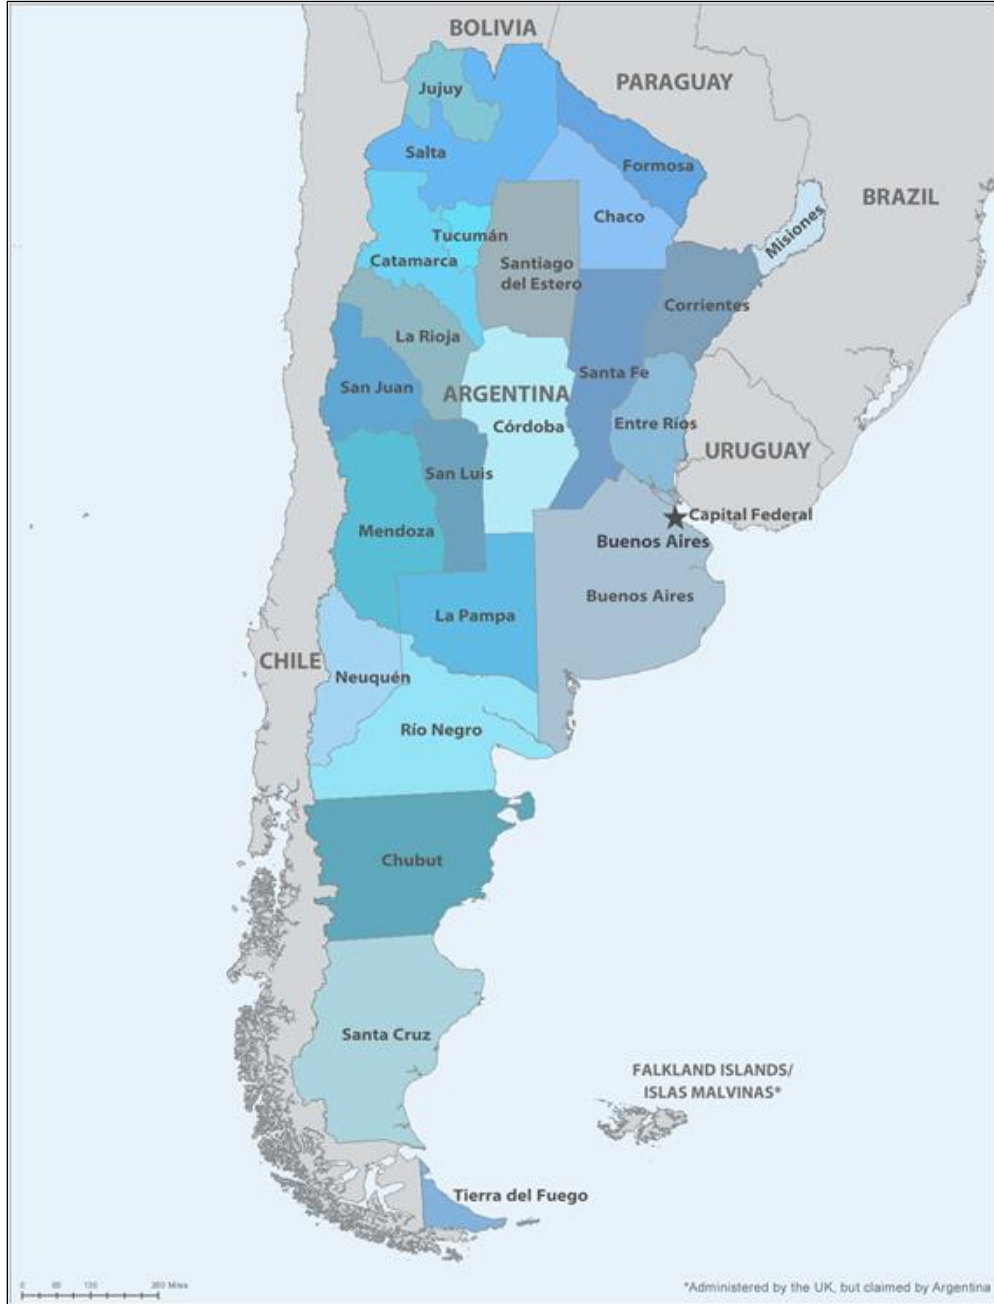 BOLIVIA
PARAGUAY
Jujuy
Salta
Formosa
BRAZIL
Chaco
Misiones
Tucumán
Catamarca
Santiago
del Estero
Corrientes
La Rioja
Santa Fe
San Juan
ARGENTINA
Córdoba
Entre Ríos
URUGUAY
San Luis
Capital Federal
Mendoza
Buenos Aires
Buenos Aires
La Pampa
CHILE
Neuquén
Río Negro
Chubut
Santa Cruz
FALKLAND ISLANDS/
ISLAS MALVINAS*
Tierra del Fuego
*Administered by the UK, but claimed by Argentina